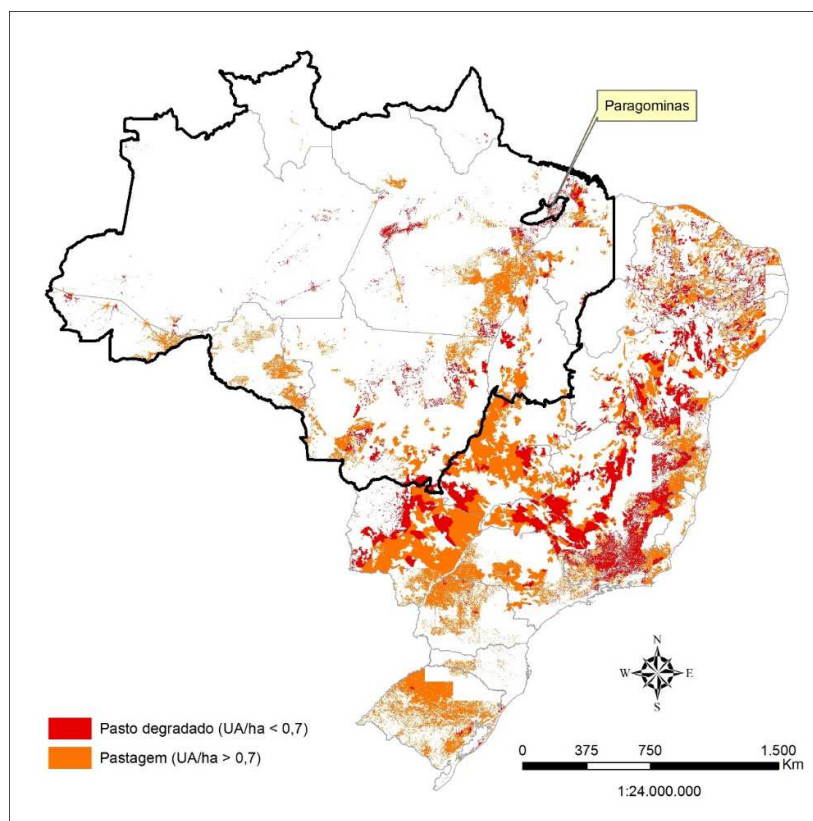 Paragominas
N
W
E
S
Pasto degradado (UA/ha < 0,7)
Pastagem (UA/ha > 0,7)
0 375 750 1.500
Km
1:24.000.000